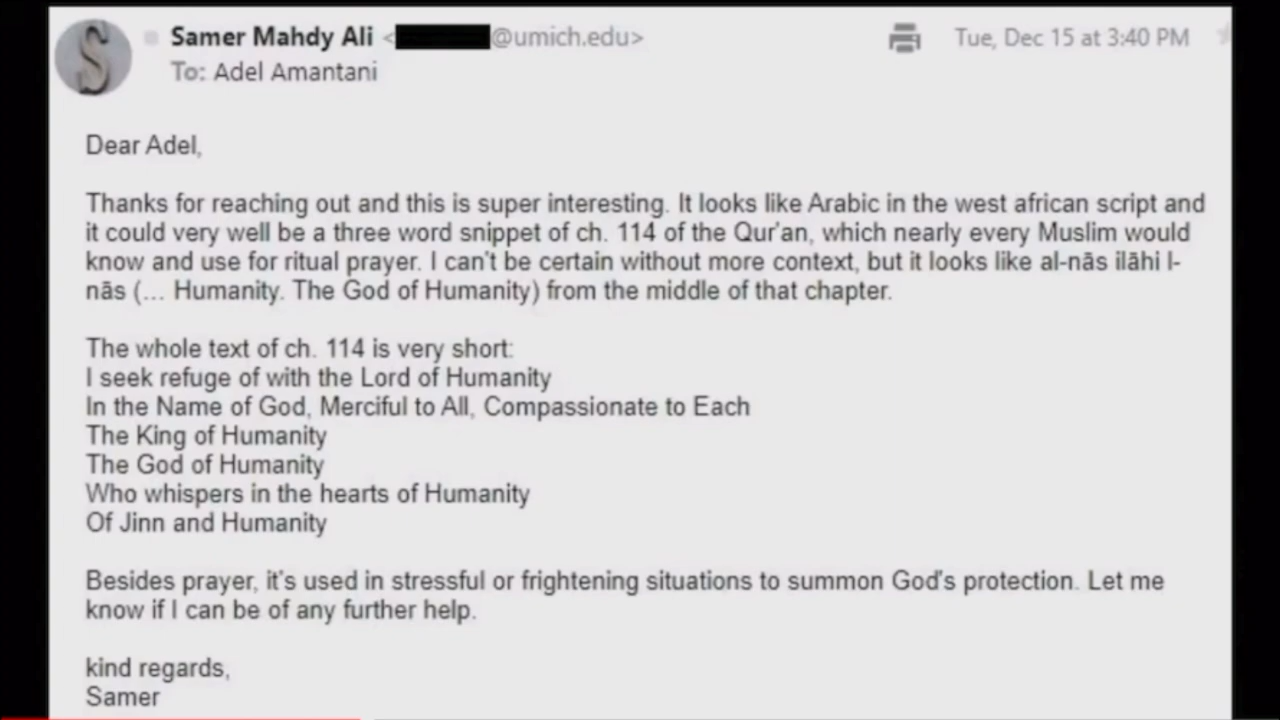 Samer Mahdy Ali < @umich.edu>
Tue, Dec 15 at 3:40 PM
To: Adel Amantani
Dear Adel,
Thanks for reaching out and this is super interesting. It looks like Arabic in the west african script and
it could very well be a three word snippet of ch. 114 of the Qur'an, which nearly every Muslim would
know and use for ritual prayer. I can't be certain without more context, but it looks like al-nās ilāhi l-
nās (... Humanity. The God of Humanity) from the middle of that chapter.
The whole text of ch. 114 is very short:
I seek refuge of with the Lord of Humanity
In the Name of God, Merciful to All, Compassionate to Each
The King of Humanity
The God of Humanity
Who whispers in the hearts of Humanity
Of Jinn and Humanity
Besides prayer, it's used in stressful or frightening situations to summon God's protection. Let me
know if I can be of any further help.
kind regards,
Samer